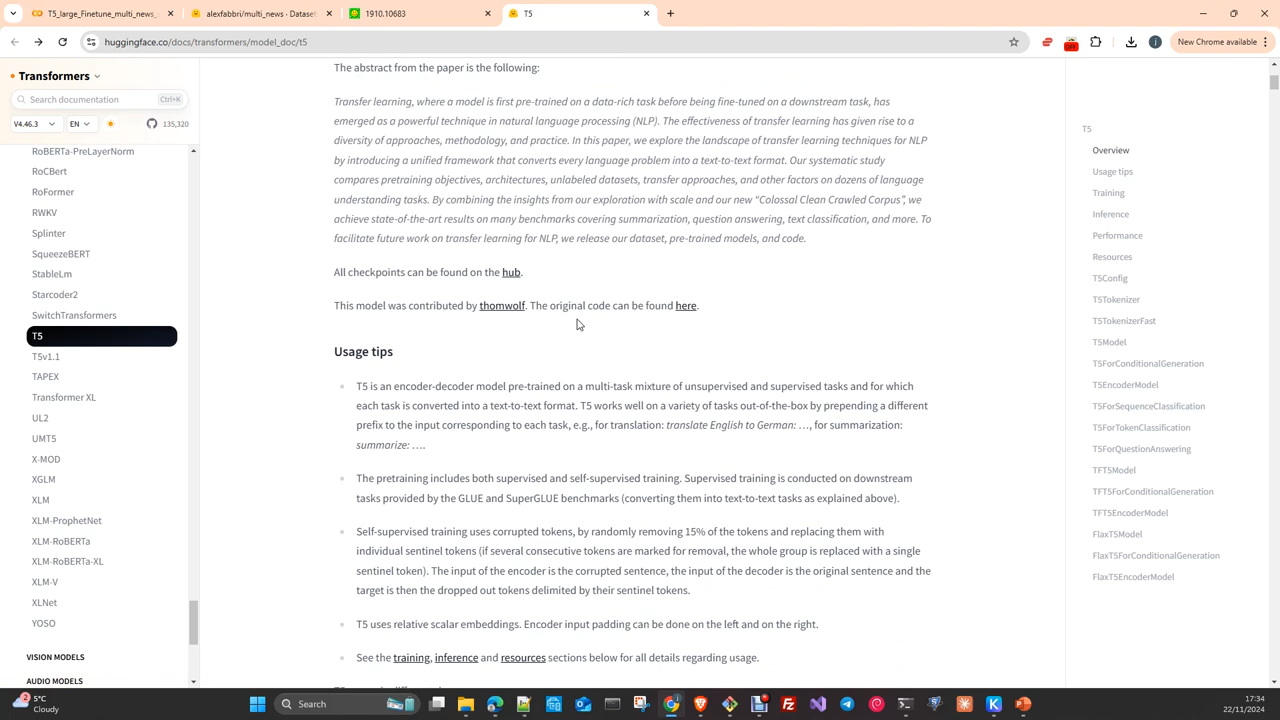 T5_large_Finetune_multi_news_
alexfabbri/multi_news · Dataset
1910.10683
T5
huggingface.co/docs/transformers/model_doc/t5
New Chrome available
Transformers
Search documentation
Ctrl+K
V4.46.3
EN
135,320
RoBERTa-PreLayerNorm
RoCBert
RoFormer
RWKV
Splinter
SqueezeBERT
StableLm
Starcoder2
SwitchTransformers
T5
T5v1.1
TAPEX
Transformer XL
UL2
UMT5
X-MOD
XGLM
XLM
XLM-ProphetNet
XLM-RoBERTa
XLM-RoBERTa-XL
XLM-V
XLNet
YOSO
VISION MODELS
AUDIO MODELS
The abstract from the paper is the following:
Transfer learning, where a model is first pre-trained on a data-rich task before being fine-tuned on a downstream task, has
emerged as a powerful technique in natural language processing (NLP). The effectiveness of transfer learning has given rise to a
diversity of approaches, methodology, and practice. In this paper, we explore the landscape of transfer learning techniques for NLP
by introducing a unified framework that converts every language problem into a text-to-text format. Our systematic study
compares pretraining objectives, architectures, unlabeled datasets, transfer approaches, and other factors on dozens of language
understanding tasks. By combining the insights from our exploration with scale and our new “Colossal Clean Crawled Corpus”, we
achieve state-of-the-art results on many benchmarks covering summarization, question answering, text classification, and more. To
facilitate future work on transfer learning for NLP, we release our dataset, pre-trained models, and code.
All checkpoints can be found on the hub.
This model was contributed by thomwolf. The original code can be found here.
Usage tips
T5 is an encoder-decoder model pre-trained on a multi-task mixture of unsupervised and supervised tasks and for which
each task is converted into a text-to-text format. T5 works well on a variety of tasks out-of-the-box by prepending a different
prefix to the input corresponding to each task, e.g., for translation: translate English to German: …, for summarization:
summarize: ….
The pretraining includes both supervised and self-supervised training. Supervised training is conducted on downstream
tasks provided by the GLUE and SuperGLUE benchmarks (converting them into text-to-text tasks as explained above).
Self-supervised training uses corrupted tokens, by randomly removing 15% of the tokens and replacing them with
individual sentinel tokens (if several consecutive tokens are marked for removal, the whole group is replaced with a single
sentinel token). The input of the encoder is the corrupted sentence, the input of the decoder is the original sentence and the
target is then the dropped out tokens delimited by their sentinel tokens.
T5 uses relative scalar embeddings. Encoder input padding can be done on the left and on the right.
See the training, inference and resources sections below for all details regarding usage.
T5
Overview
Usage tips
Training
Inference
Performance
Resources
T5Config
T5Tokenizer
T5TokenizerFast
T5Model
T5ForConditionalGeneration
T5EncoderModel
T5ForSequenceClassification
T5ForTokenClassification
T5ForQuestionAnswering
TFT5Model
TFT5ForConditionalGeneration
TFT5EncoderModel
FlaxT5Model
FlaxT5ForConditionalGeneration
FlaxT5EncoderModel
5°C
Cloudy
Search
17:34
22/11/2024